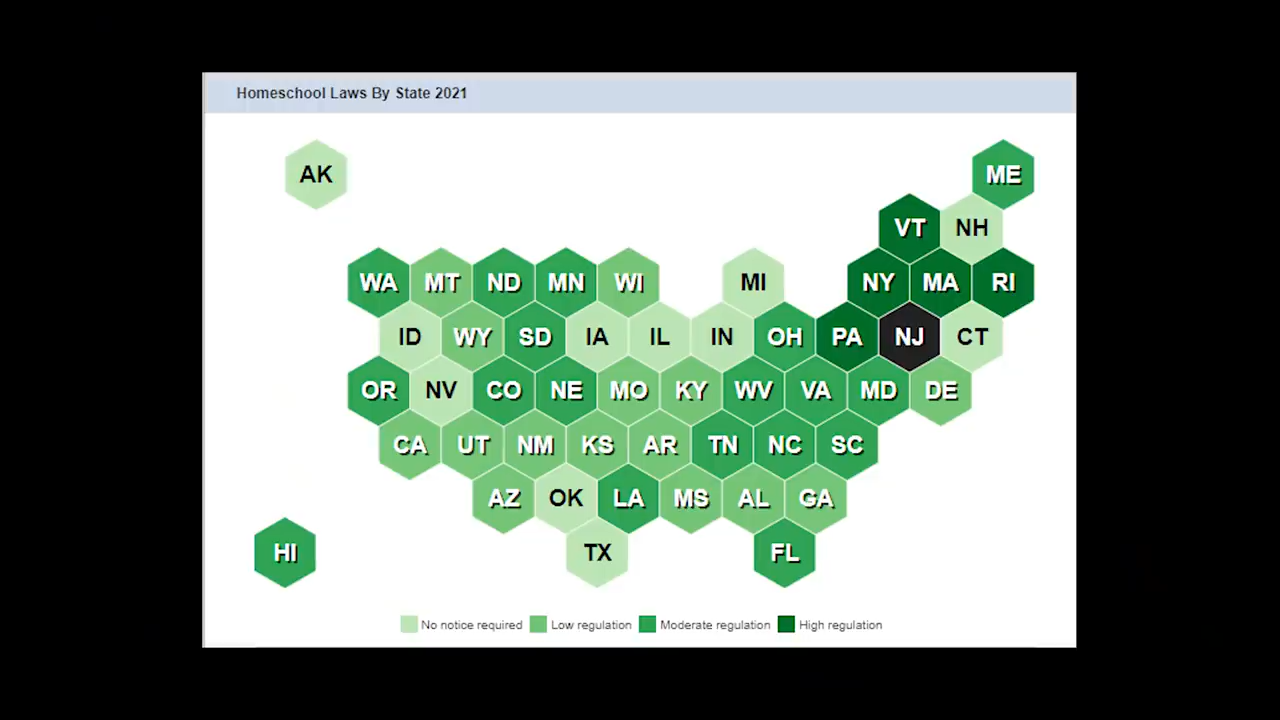 Homeschool Laws By State 2021
AK ME
VT NH
WA MT ND MN WI MI NY MA RI
ID WY SD IA IL IN OH PA NJ CT
OR NV CO NE MO KY WV VA MD DE
CA UT NM KS AR TN NC SC
AZ OK LA MS AL GA
HI TX FL
No notice required Low regulation Moderate regulation High regulation